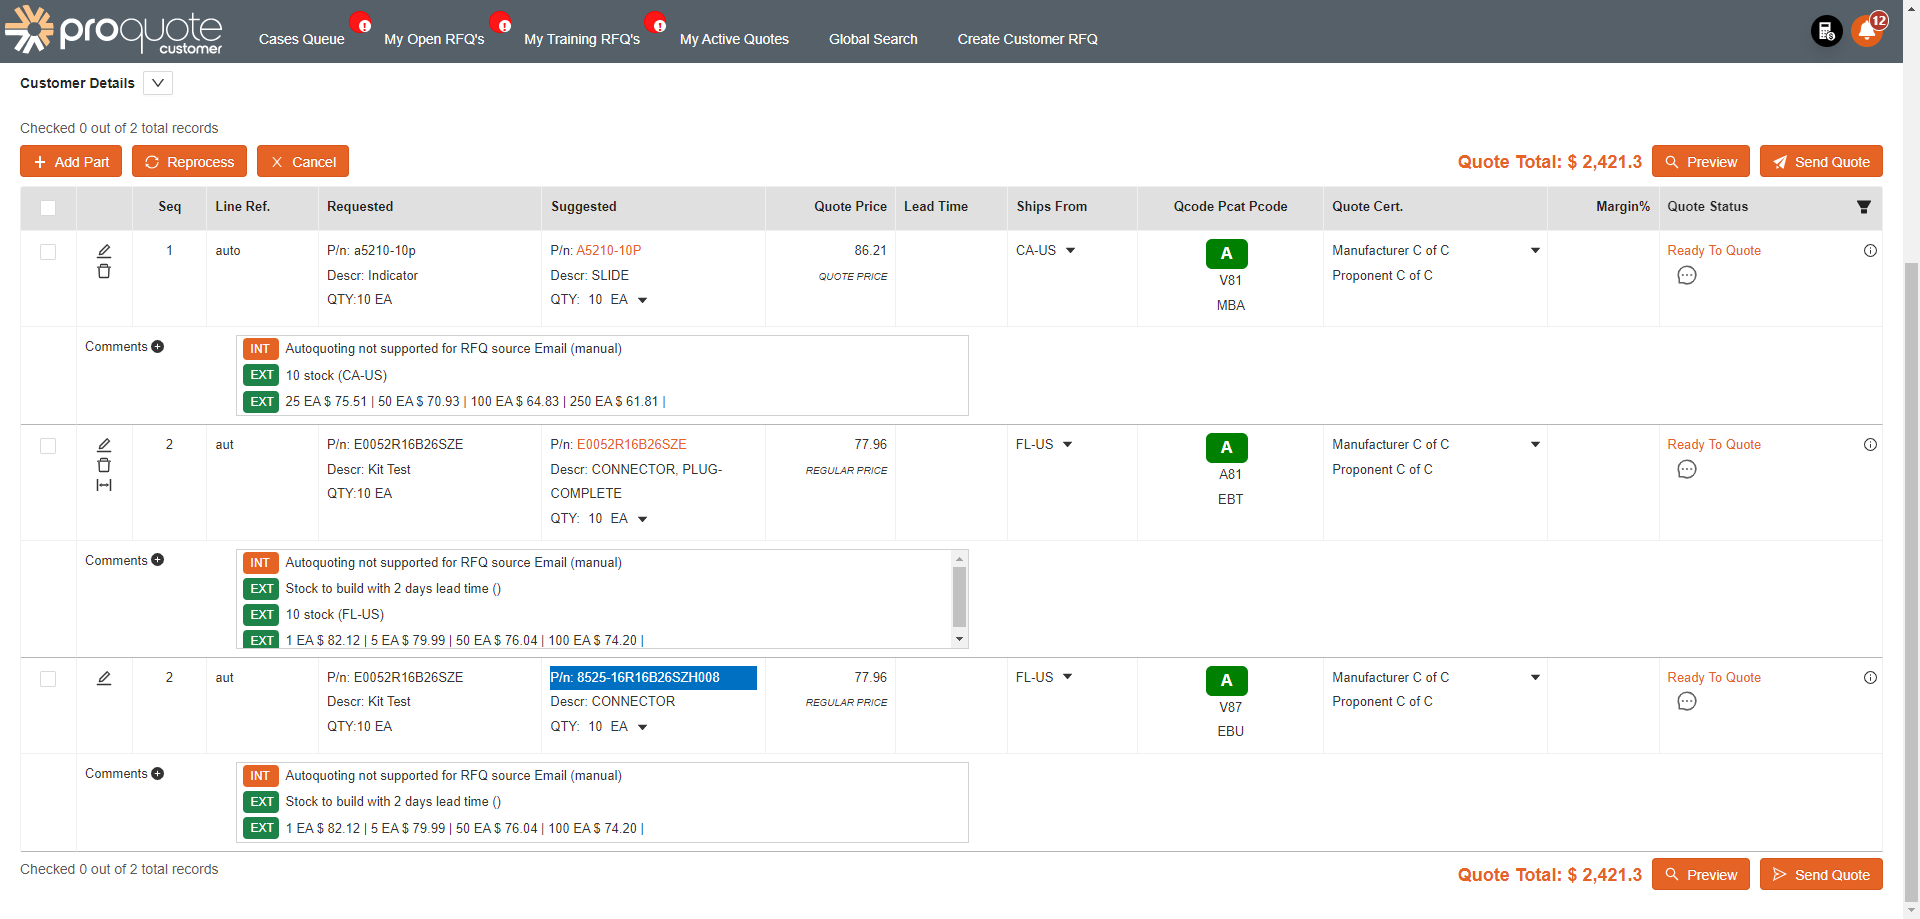 proquote
customer
Cases Queue
My Open RFQ's
My Training RFQ's
My Active Quotes
Global Search
Create Customer RFQ
12
Customer Details
Checked 0 out of 2 total records
+ Add Part
Reprocess
Cancel
Quote Total: $ 2,421.3
Preview
Send Quote
Seq
Line Ref.
Requested
Suggested
Quote Price
Lead Time
Ships From
Qcode Pcat Pcode
Quote Cert.
Margin%
Quote Status
1
auto
P/n: a5210-10p
Descr: Indicator
QTY:10 EA
P/n: A5210-10P
Descr: SLIDE
QTY: 10 EA
86.21
QUOTE PRICE
CA-US
A
V81
MBA
Manufacturer C of C
Proponent C of C
Ready To Quote
Comments
INT Autoquoting not supported for RFQ source Email (manual)
EXT 10 stock (CA-US)
EXT 25 EA $ 75.51 | 50 EA $ 70.93 | 100 EA $ 64.83 | 250 EA $ 61.81 |
2
aut
P/n: E0052R16B26SZE
Descr: Kit Test
QTY:10 EA
P/n: E0052R16B26SZE
Descr: CONNECTOR, PLUG-
COMPLETE
QTY: 10 EA
77.96
REGULAR PRICE
FL-US
A
A81
EBT
Manufacturer C of C
Proponent C of C
Ready To Quote
Comments
INT Autoquoting not supported for RFQ source Email (manual)
EXT Stock to build with 2 days lead time ()
EXT 10 stock (FL-US)
EXT 1 EA $ 82.12 | 5 EA $ 79.99 | 50 EA $ 76.04 | 100 EA $ 74.20 |
2
aut
P/n: E0052R16B26SZE
Descr: Kit Test
QTY:10 EA
P/n: 8525-16R16B26SZH008
Descr: CONNECTOR
QTY: 10 EA
77.96
REGULAR PRICE
FL-US
A
V87
EBU
Manufacturer C of C
Proponent C of C
Ready To Quote
Comments
INT Autoquoting not supported for RFQ source Email (manual)
EXT Stock to build with 2 days lead time ()
EXT 1 EA $ 82.12 | 5 EA $ 79.99 | 50 EA $ 76.04 | 100 EA $ 74.20 |
Checked 0 out of 2 total records
Quote Total: $ 2,421.3
Preview
Send Quote